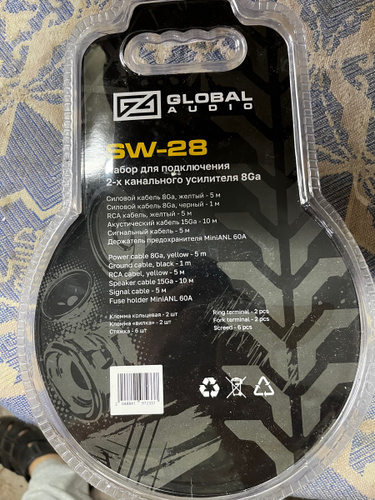 GLOBAL
AUDIO
SW-28
Набор для подключения
2-х канального усилителя 8Ga
Силовой кабель 8Ga, желтый - 5 м
Силовой кабель 8Ga, черный - 1 м
RCA кабель, желтый - 5 м
Акустический кабель 15Ga - 10 м
Сигнальный кабель - 5 м
Держатель предохранителя MiniANL 60A
Power cable 8Ga, yellow - 5 m
Ground cable, black - 1 m
RCA cabel, yellow - 5 м
Speaker cable 15Ga - 10 м
Signal cable - 5 м
Fuse holder MiniANL 60A
Клемма кольцевая - 2 шт
Клемма «вилка» - 2 шт
Стяжка - 6 шт
Ring terminal - 2 pcs
Fork terminal - 2 pcs
Screed - 6 pcs